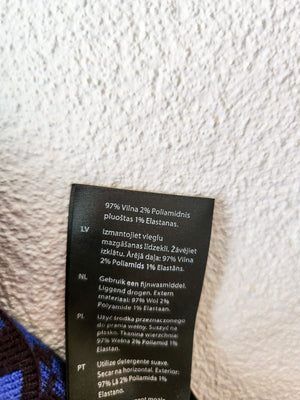 97% Vilna 2% Poliamidnis
pluoštas 1% Elastanas.
LV
Izmantojiet vieglu
mazgāšanas līdzekli. Žāvējiet
izklātu. Ārējā daļa: 97% Vilna
2% Poliamīds 1% Elastāns.
NL
Gebruik een fijnwasmiddel.
Liggend drogen. Extern
materiaal: 97% Wol 2%
Polyamide 1% Elastaan.
PL
Użyć środka przeznaczonego
do prania wełny. Suszyć na
płasko. Tkanina wierzchnia:
97% Wełna 2% Poliamid
1% Elastan.
PT
Utilize detergente suave.
Secar na horizontal. Exterior:
97% Lã 2% Poliamida 1%
Elastano.